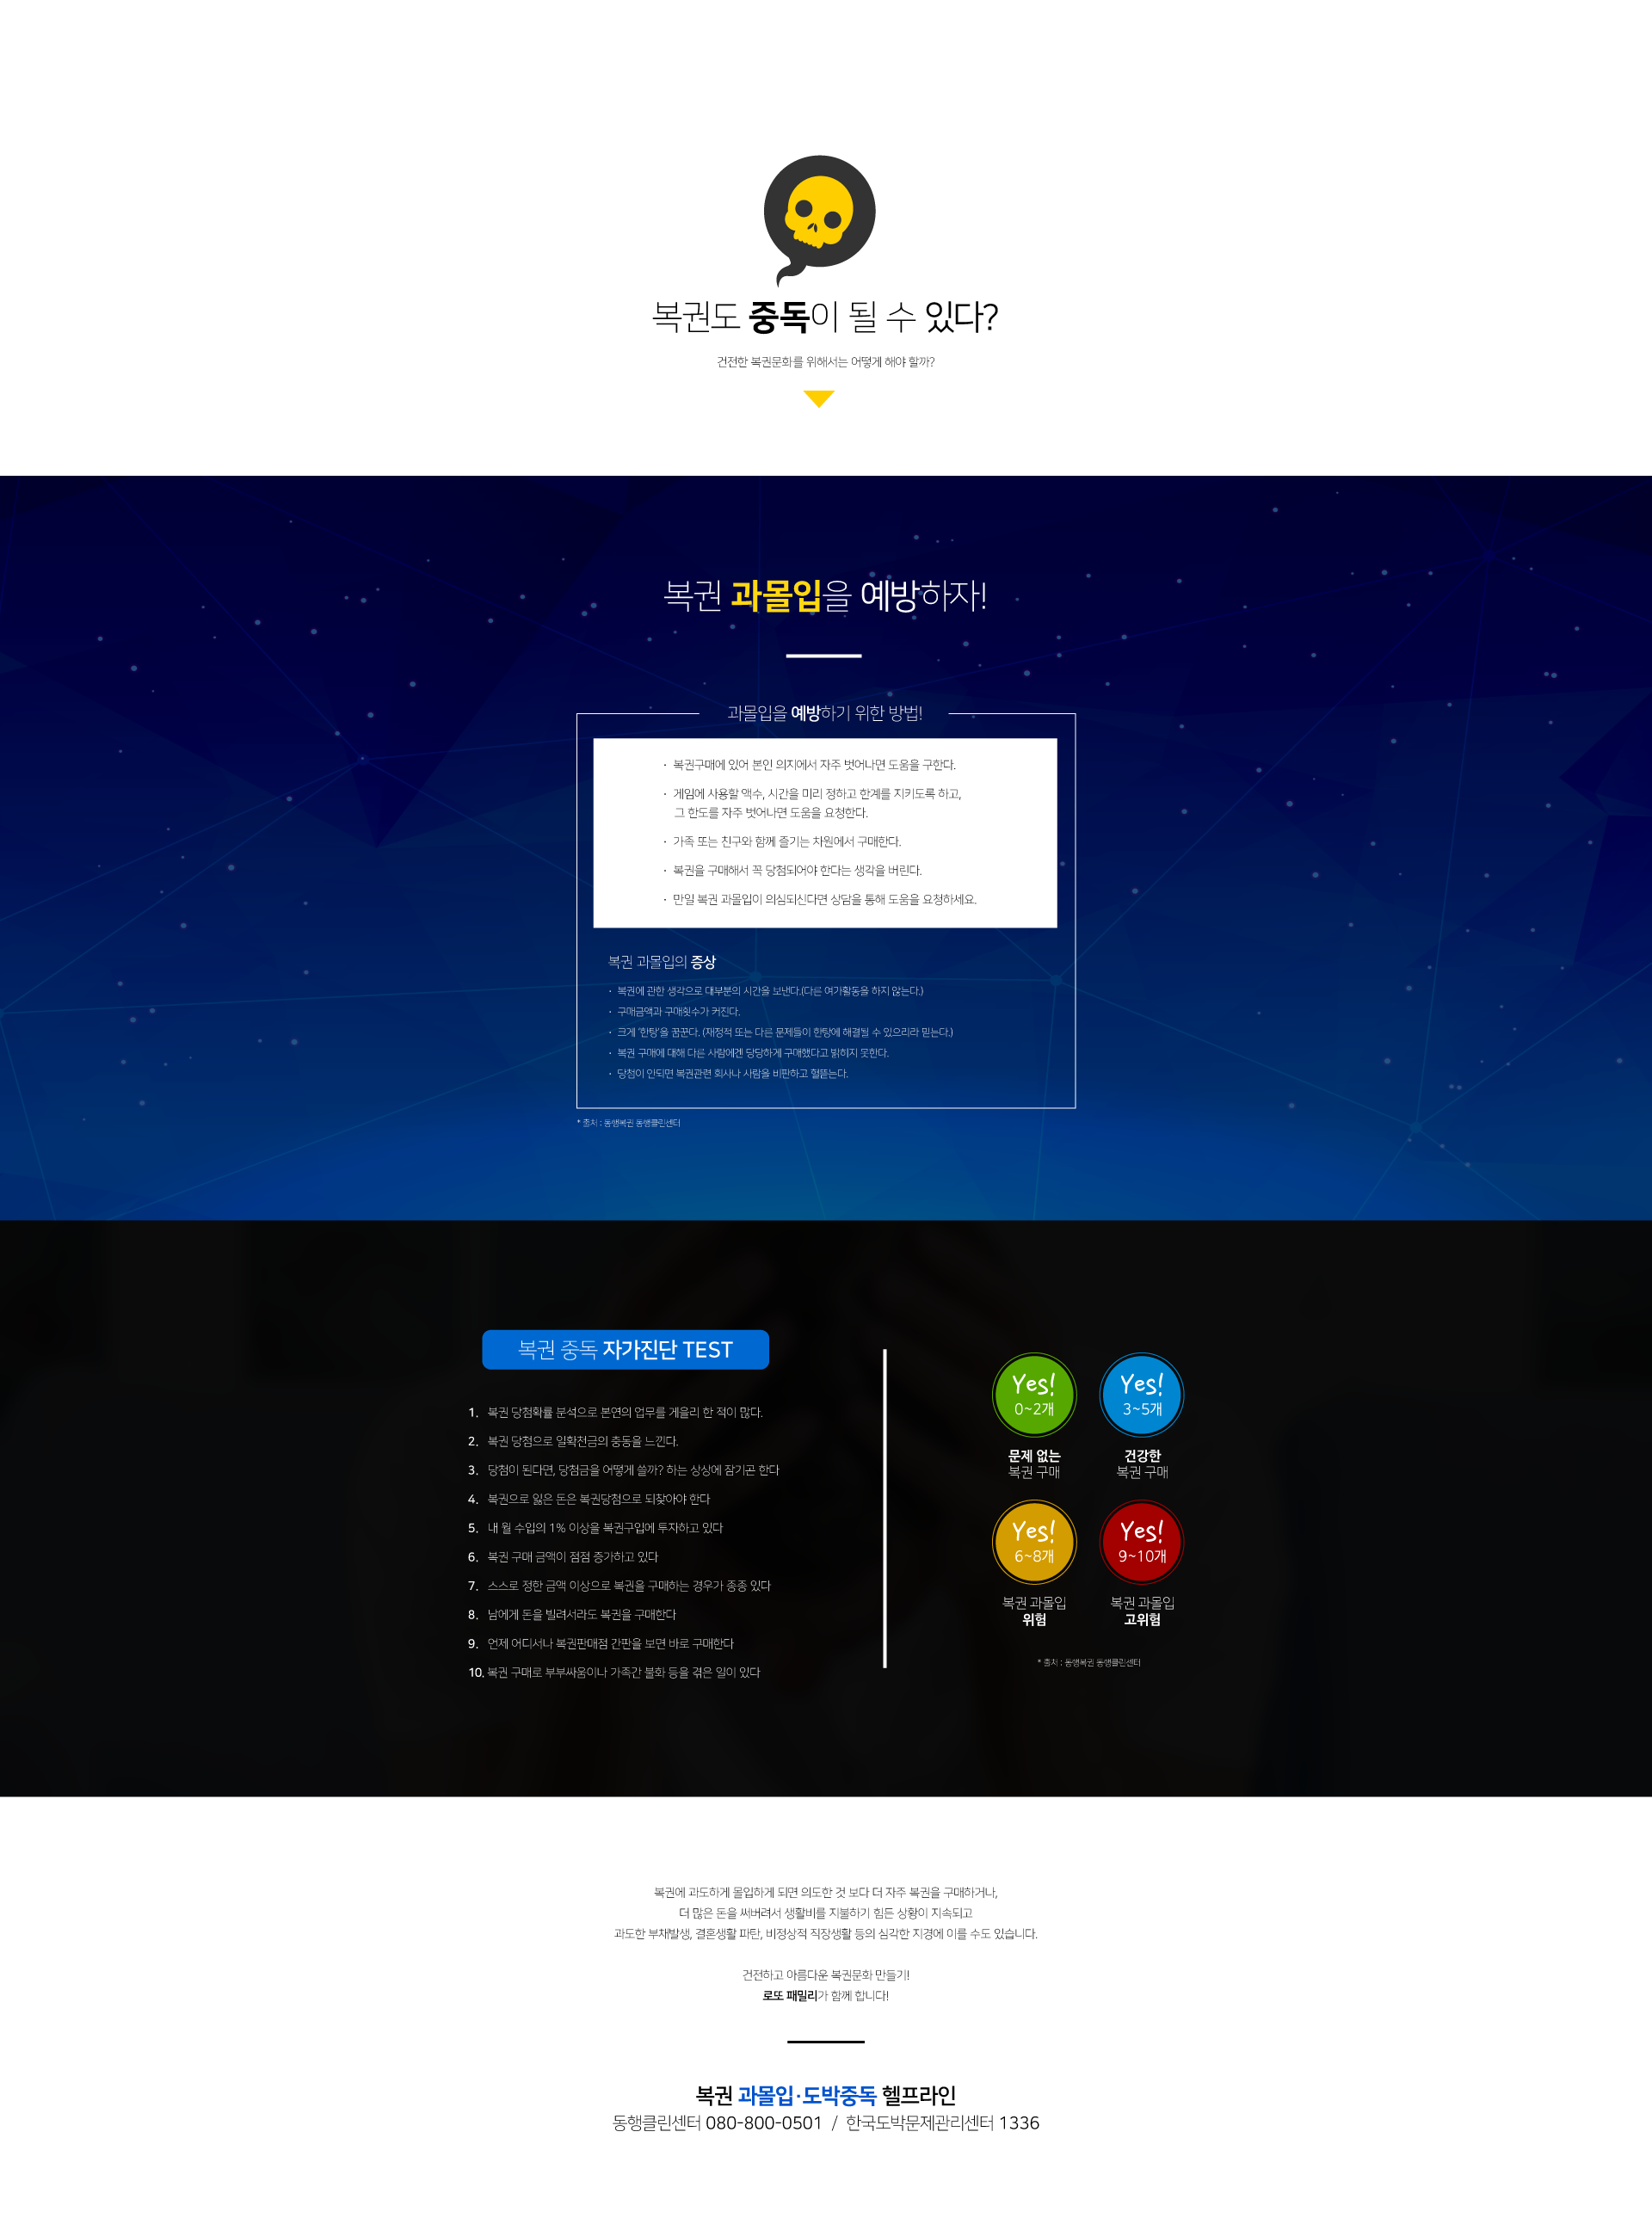 복권도 중독이 될 수 있다?
건전한 복권문화를 위해서는 어떻게 해야 할까?
복권 과몰입을 예방하자!
과몰입을 예방하기 위한 방법!
· 복권구매에 있어 본인 의지에서 자주 벗어나면 도움을 구한다.
· 게임에 사용할 액수, 시간을 미리 정하고 한계를 지키도록 하고,
그 한도를 자주 벗어나면 도움을 요청한다.
· 가족 또는 친구와 함께 즐기는 차원에서 구매한다.
· 복권을 구매해서 꼭 당첨되어야 한다는 생각을 버린다.
· 만일 복권 과몰입이 의심되신다면 상담을 통해 도움을 요청하세요.
복권 과몰입의 증상
· 복권에 관한 생각으로 대부분의 시간을 보낸다.(다른 여가활동을 하지 않는다.)
· 구매금액과 구매횟수가 커진다.
· 크게 '한탕'을 꿈꾼다. (재정적 또는 다른 문제들이 한탕에 해결될 수 있으리라 믿는다.)
· 복권 구매에 대해 다른 사람에겐 당당하게 구매했다고 밝히지 못한다.
· 당첨이 안되면 복권관련 회사나 사람을 비판하고 헐뜯는다.
* 출처 : 동행복권 동행클린센터
복권 중독 자가진단 TEST
1. 복권 당첨확률 분석으로 본연의 업무를 게을리 한 적이 많다.
2. 복권 당첨으로 일확천금의 충동을 느낀다.
3. 당첨이 된다면, 당첨금을 어떻게 쓸까? 하는 상상에 잠기곤 한다
4. 복권으로 잃은 돈은 복권당첨으로 되찾아야 한다
5. 내 월 수입의 1% 이상을 복권구입에 투자하고 있다
6. 복권 구매 금액이 점점 증가하고 있다
7. 스스로 정한 금액 이상으로 복권을 구매하는 경우가 종종 있다
8. 남에게 돈을 빌려서라도 복권을 구매한다
9. 언제 어디서나 복권판매점 간판을 보면 바로 구매한다
10. 복권 구매로 부부싸움이나 가족간 불화 등을 겪은 일이 있다
Yes!
0~2개
문제 없는
복권 구매
Yes!
3~5개
건강한
복권 구매
Yes!
6~8개
복권 과몰입
위험
Yes!
9~10개
복권 과몰입
고위험
* 출처 : 동행복권 동행클린센터
복권에 과도하게 몰입하게 되면 의도한 것 보다 더 자주 복권을 구매하거나,
더 많은 돈을 써버려서 생활비를 지불하기 힘든 상황이 지속되고
과도한 부채발생, 결혼생활 파탄, 비정상적 직장생활 등의 심각한 지경에 이를 수도 있습니다.
건전하고 아름다운 복권문화 만들기!
로또 패밀리가 함께 합니다!
복권 과몰입·도박중독 헬프라인
동행클린센터 080-800-0501 / 한국도박문제관리센터 1336